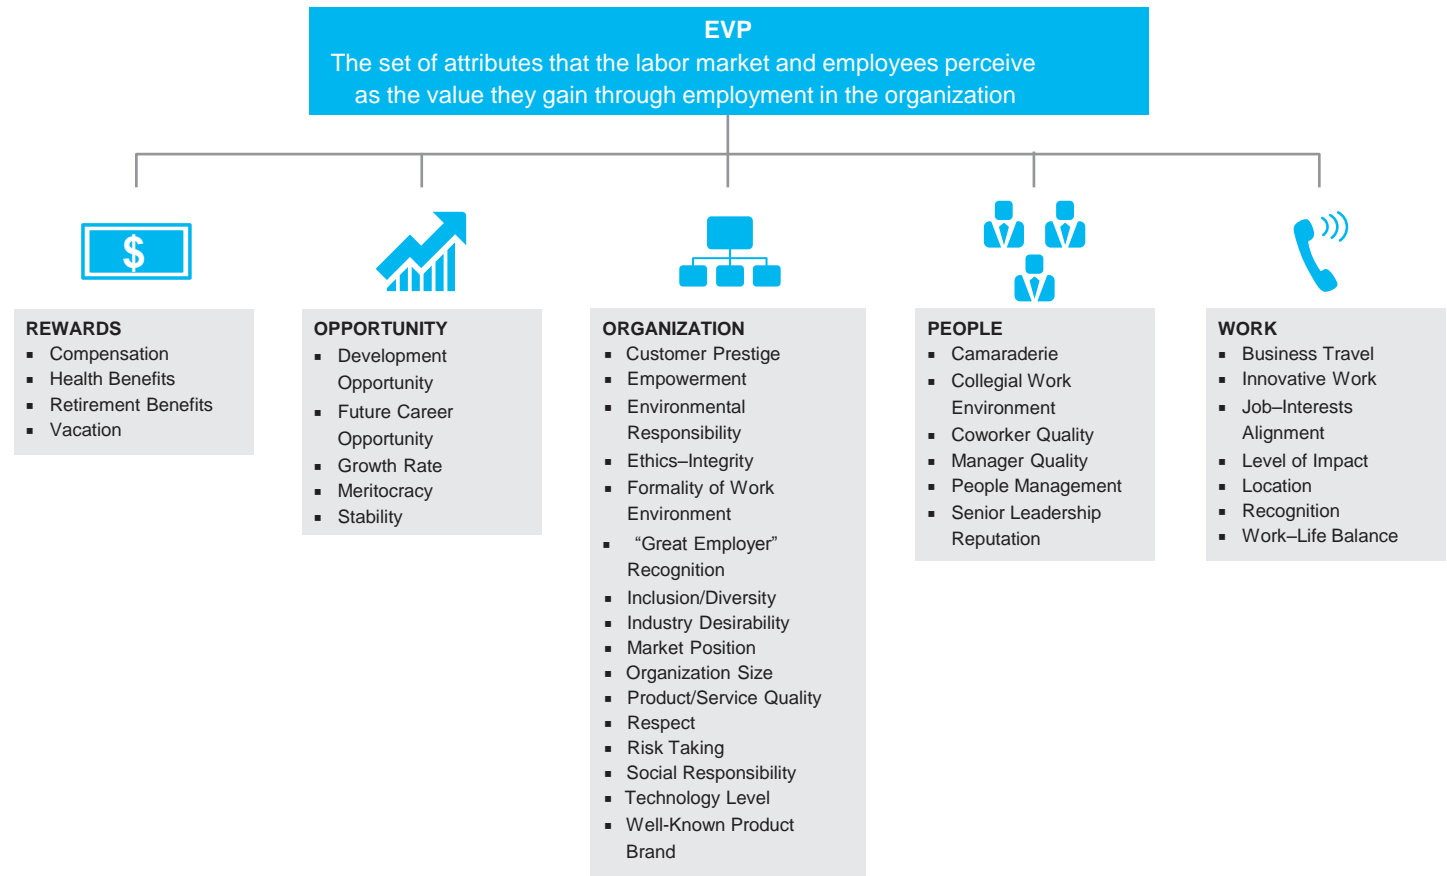 EVP
The set of attributes that the labor market and employees perceive
as the value they gain through employment in the organization
$
REWARDS
▪ Compensation
▪ Health Benefits
▪ Retirement Benefits
▪ Vacation
OPPORTUNITY
▪ Development
Opportunity
▪ Future Career
Opportunity
▪ Growth Rate
▪ Meritocracy
▪ Stability
ORGANIZATION
▪ Customer Prestige
▪ Empowerment
▪ Environmental
Responsibility
▪ Ethics–Integrity
▪ Formality of Work
Environment
▪ “Great Employer”
Recognition
▪ Inclusion/Diversity
▪ Industry Desirability
▪ Market Position
▪ Organization Size
▪ Product/Service Quality
▪ Respect
▪ Risk Taking
▪ Social Responsibility
▪ Technology Level
▪ Well-Known Product
Brand
PEOPLE
▪ Camaraderie
▪ Collegial Work
Environment
▪ Coworker Quality
▪ Manager Quality
▪ People Management
▪ Senior Leadership
Reputation
WORK
▪ Business Travel
▪ Innovative Work
▪ Job–Interests
Alignment
▪ Level of Impact
▪ Location
▪ Recognition
▪ Work–Life Balance